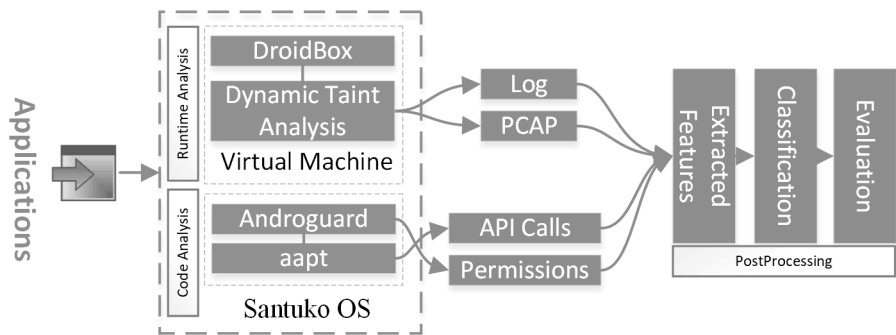 Applications
Runtime Analysis
DroidBox
Dynamic Taint
Analysis
Virtual Machine
Code Analysis
Androguard
aapt
Santuko OS
Log
PCAP
API Calls
Permissions
Extracted
Features
Classification
Evaluation
PostProcessing